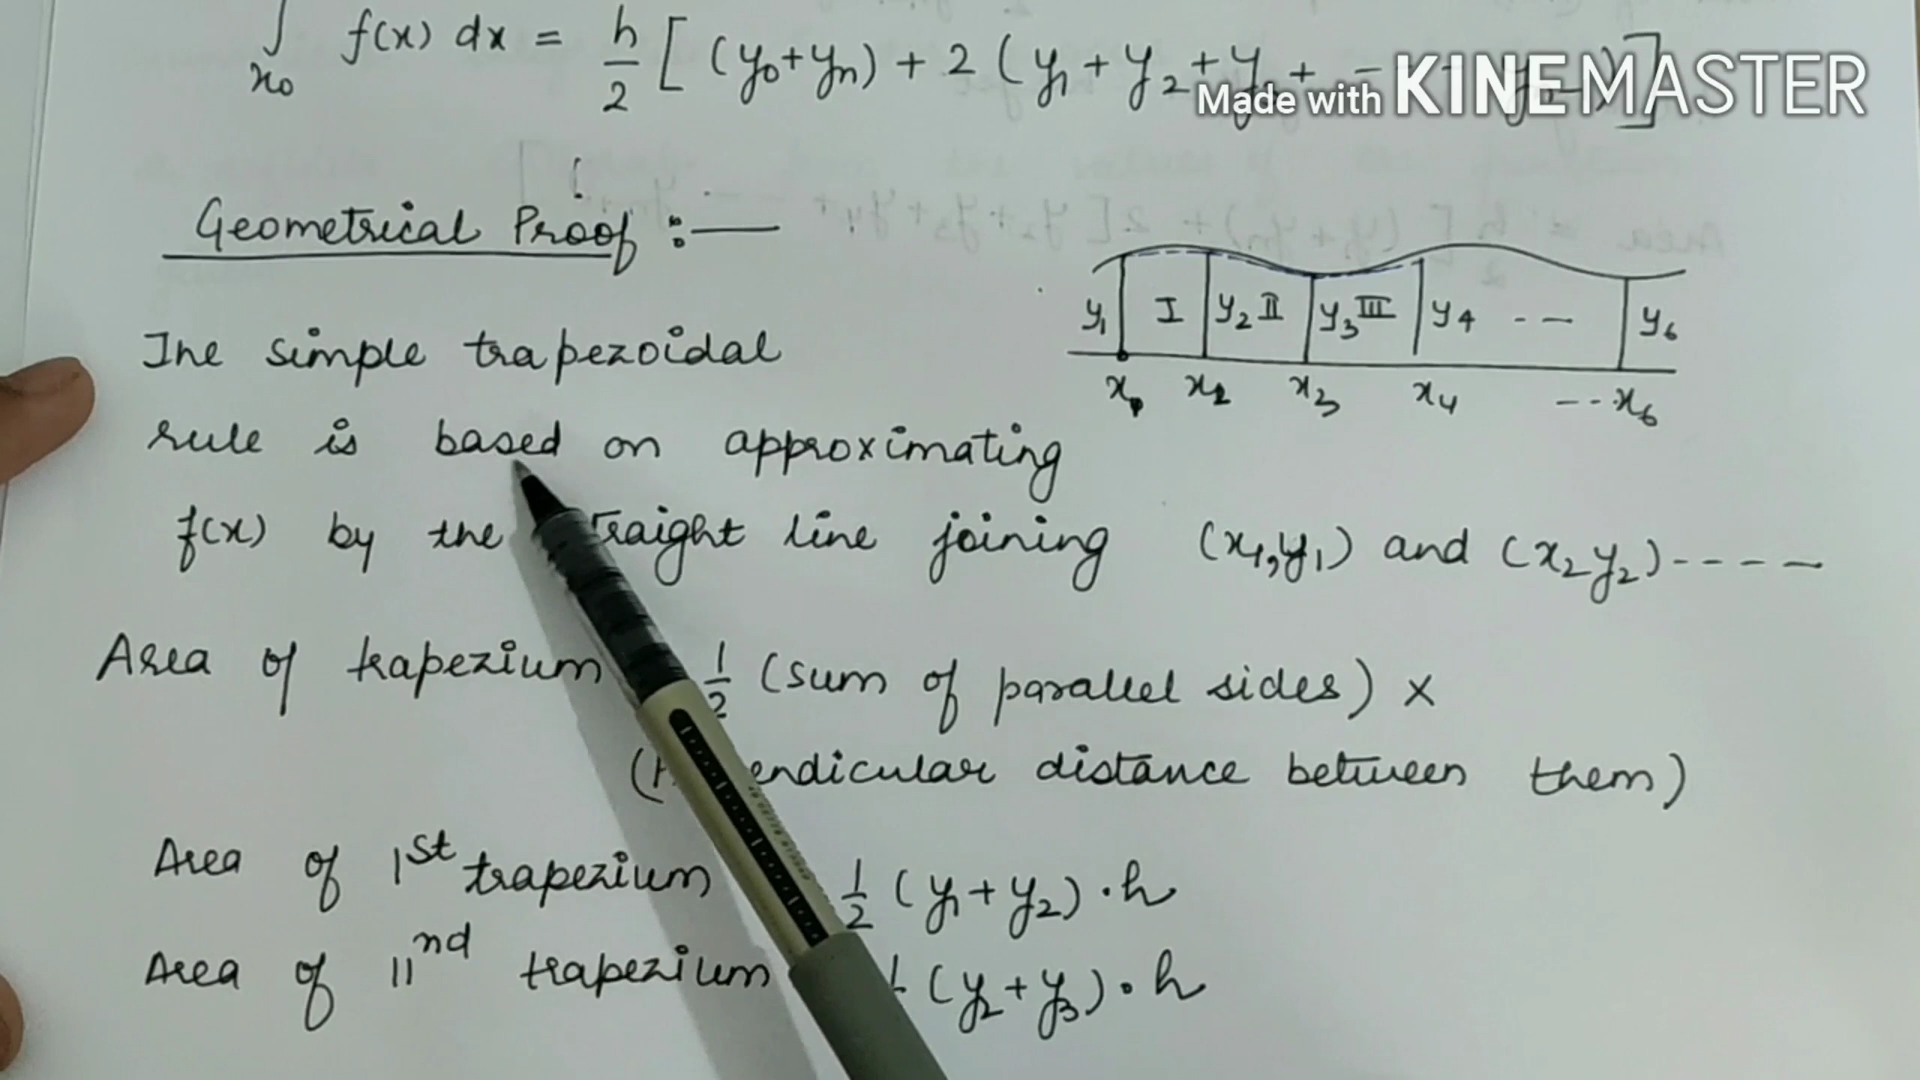 ∫ f(x) dx = h/2 [ (y₀+yₙ) + 2 ( y₁ + y₂ + y
x₀
Made with KINEMASTER
Geometrical Proof :—
y₁ I y₂ II y₃ III y₄ - - y₆
x₁ x₂ x₃ x₄ --- x₆
The simple trapezoidal
rule is based on approximating
f(x) by the straight line joining (x₁,y₁) and (x₂ y₂)-----
Area of trapezium 1/2 (sum of parallel sides) ×
endicular distance between them)
Area of 1st trapezium 1/2 (y₁+y₂)·h
Area of 11nd trapezium (y₂+y₃)·h